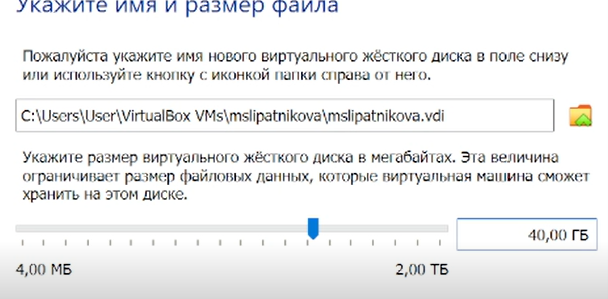 Укажите имя и размер файла
Пожалуйста укажите имя нового виртуального жёсткого диска в поле снизу
или используйте кнопку с иконкой папки справа от него.
C:\Users\User\VirtualBox VMs\mslipatnikova\mslipatnikova.vdi
Укажите размер виртуального жёсткого диска в мегабайтах. Эта величина
ограничивает размер файловых данных, которые виртуальная машина сможет
хранить на этом диске.
40,00 ГБ
4,00 МБ 2,00 ТБ